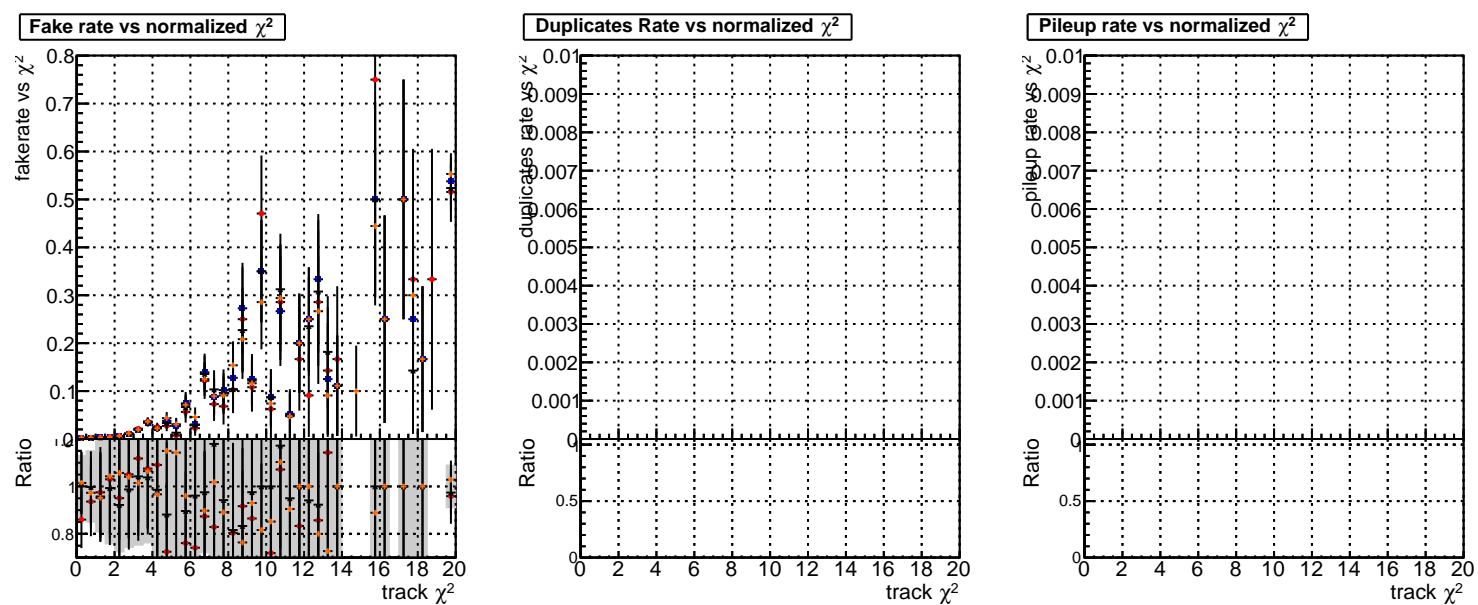 Fake rate vs normalized χ²
fakerate vs χ²
0.8
0.7
0.6
0.5
0.4
0.3
0.2
0.1
0
Ratio
1.2
1
0.8
0 2 4 6 8 10 12 14 16 18 20
track χ²
Duplicates Rate vs normalized χ²
duplicates rate vs χ²
0.01
0.009
0.008
0.007
0.006
0.005
0.004
0.003
0.002
0.001
0
Ratio
1
0.5
0
0 2 4 6 8 10 12 14 16 18 20
track χ²
Pileup rate vs normalized χ²
pileup rate vs χ²
0.01
0.009
0.008
0.007
0.006
0.005
0.004
0.003
0.002
0.001
0
Ratio
1
0.5
0
0 2 4 6 8 10 12 14 16 18 20
track χ²